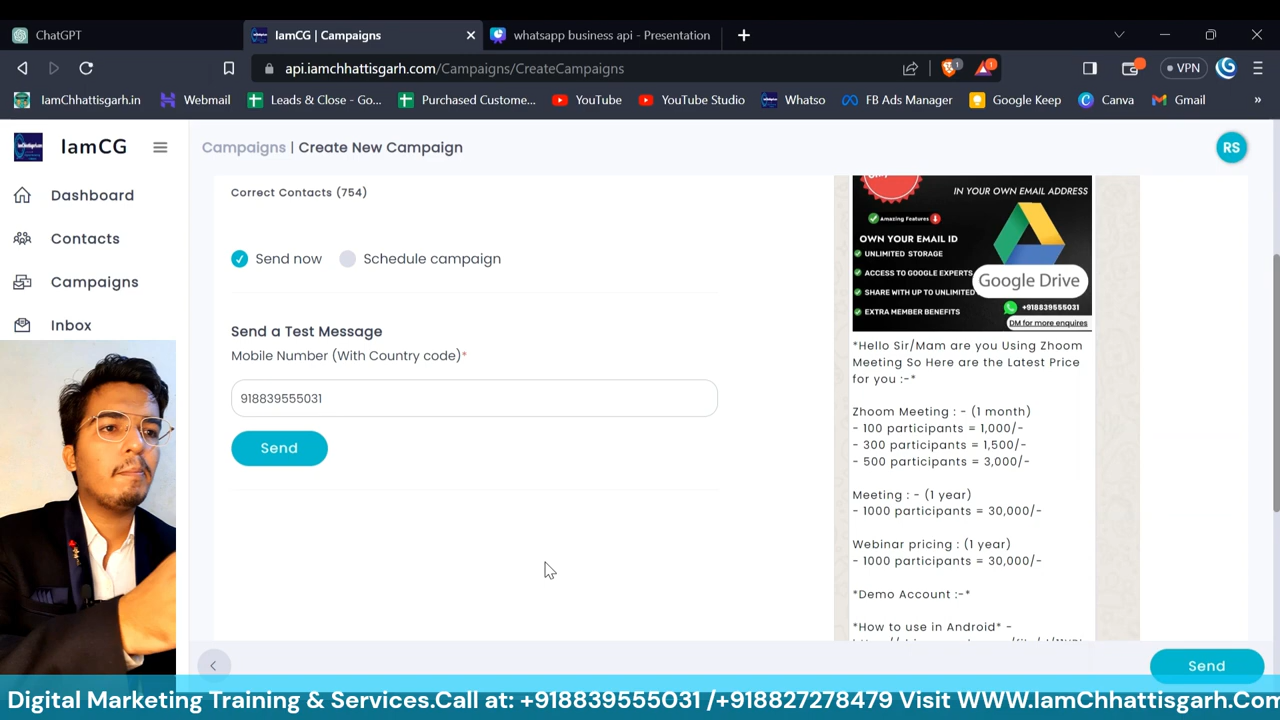 ChatGPT
IamCG | Campaigns
whatsapp business api - Presentation
api.iamchhattisgarh.com/Campaigns/CreateCampaigns
1
1
VPN
IamChhattisgarh.in
Webmail
Leads & Close - Go...
Purchased Custome...
YouTube
YouTube Studio
Whatso
FB Ads Manager
Google Keep
Canva
Gmail
»
IamCG
Campaigns | Create New Campaign
RS
Dashboard
Contacts
Campaigns
Inbox
Correct Contacts (754)
Send now
Schedule campaign
Send a Test Message
Mobile Number (With Country code)*
918839555031
Send
IN YOUR OWN EMAIL ADDRESS
Amazing Features
OWN YOUR EMAIL ID
UNLIMITED STORAGE
ACCESS TO GOOGLE EXPERTS
SHARE WITH UP TO UNLIMITED
EXTRA MEMBER BENEFITS
Google Drive
+918839555031
DM for more enquires
*Hello Sir/Mam are you Using Zhoom
Meeting So Here are the Latest Price
for you :-*
Zhoom Meeting : - (1 month)
- 100 participants = 1,000/-
- 300 participants = 1,500/-
- 500 participants = 3,000/-
Meeting : - (1 year)
- 1000 participants = 30,000/-
Webinar pricing : (1 year)
- 1000 participants = 30,000/-
*Demo Account :-*
*How to use in Android* -
Send
Digital Marketing Training & Services.Call at: +918839555031 /+918827278479 Visit WWW.IamChhattisgarh.Com